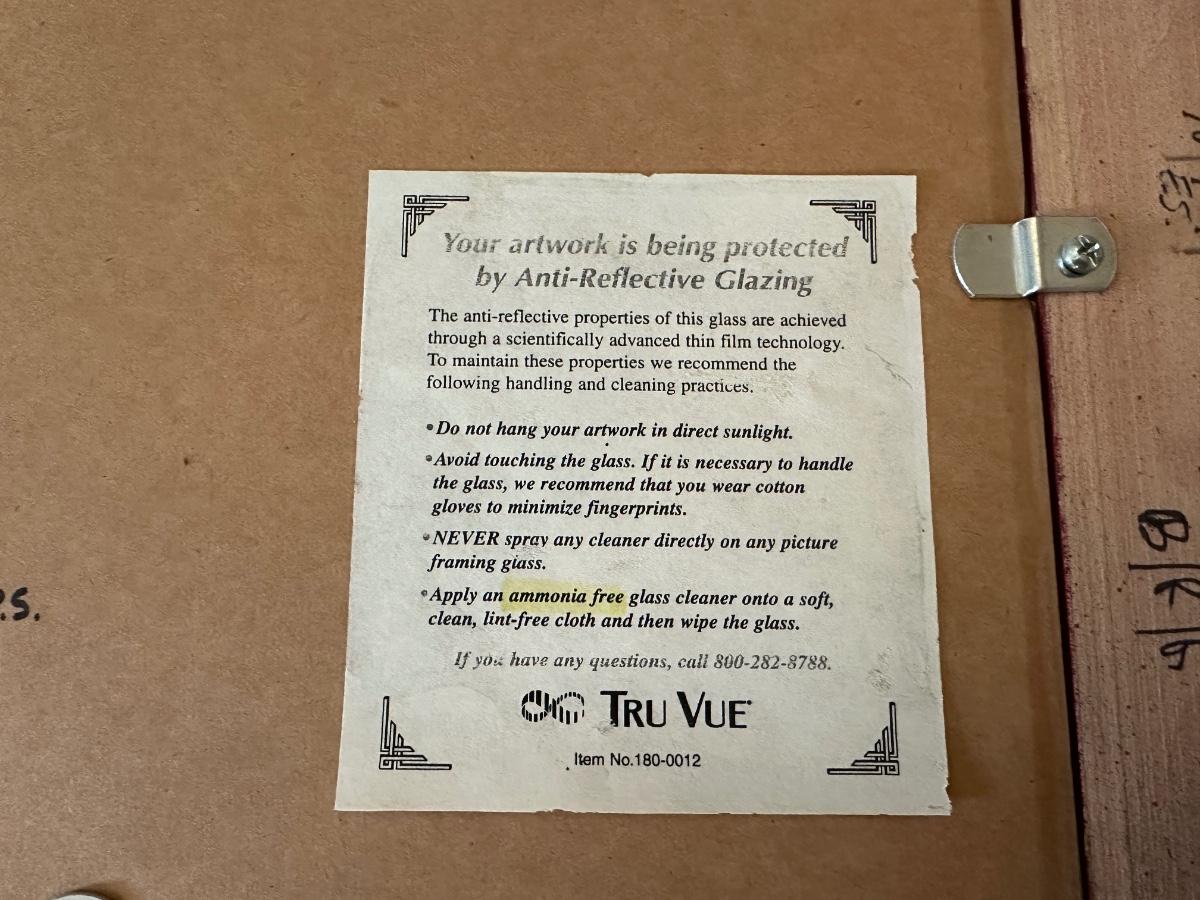 Your artwork is being protected
by Anti-Reflective Glazing
The anti-reflective properties of this glass are achieved
through a scientifically advanced thin film technology.
To maintain these properties we recommend the
following handling and cleaning practices.
•Do not hang your artwork in direct sunlight.
•Avoid touching the glass. If it is necessary to handle
the glass, we recommend that you wear cotton
gloves to minimize fingerprints.
•NEVER spray any cleaner directly on any picture
framing glass.
•Apply an ammonia free glass cleaner onto a soft,
clean, lint-free cloth and then wipe the glass.
If you have any questions, call 800-282-8788.
TRU VUE
Item No.180-0012